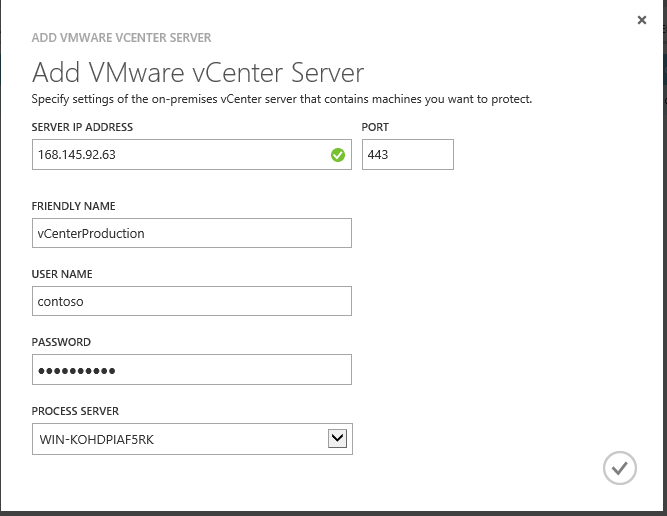 ADD VMWARE VCENTER SERVER
Add VMware vCenter Server
Specify settings of the on-premises vCenter server that contains machines you want to protect.
SERVER IP ADDRESS PORT
168.145.92.63 443
FRIENDLY NAME
vCenterProduction
USER NAME
contoso
PASSWORD
●●●●●●●●●●
PROCESS SERVER
WIN-KOHDPIAF5RK